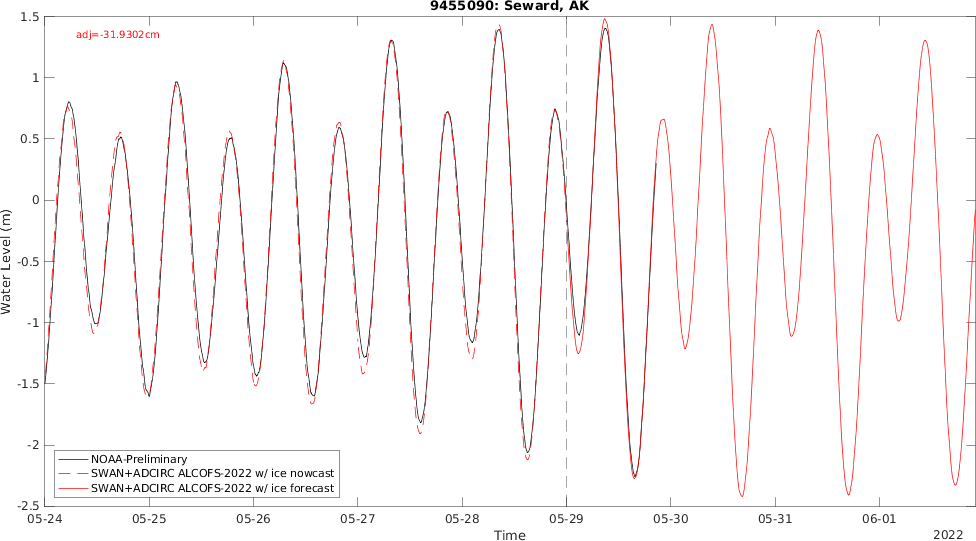 9455090: Seward, AK
adj=-31.9302cm
1.5
1
0.5
0
-0.5
-1
-1.5
-2
-2.5
Water Level (m)
NOAA-Preliminary
SWAN+ADCIRC ALCOFS-2022 w/ ice nowcast
SWAN+ADCIRC ALCOFS-2022 w/ ice forecast
05-24 05-25 05-26 05-27 05-28 05-29 05-30 05-31 06-01
Time
2022